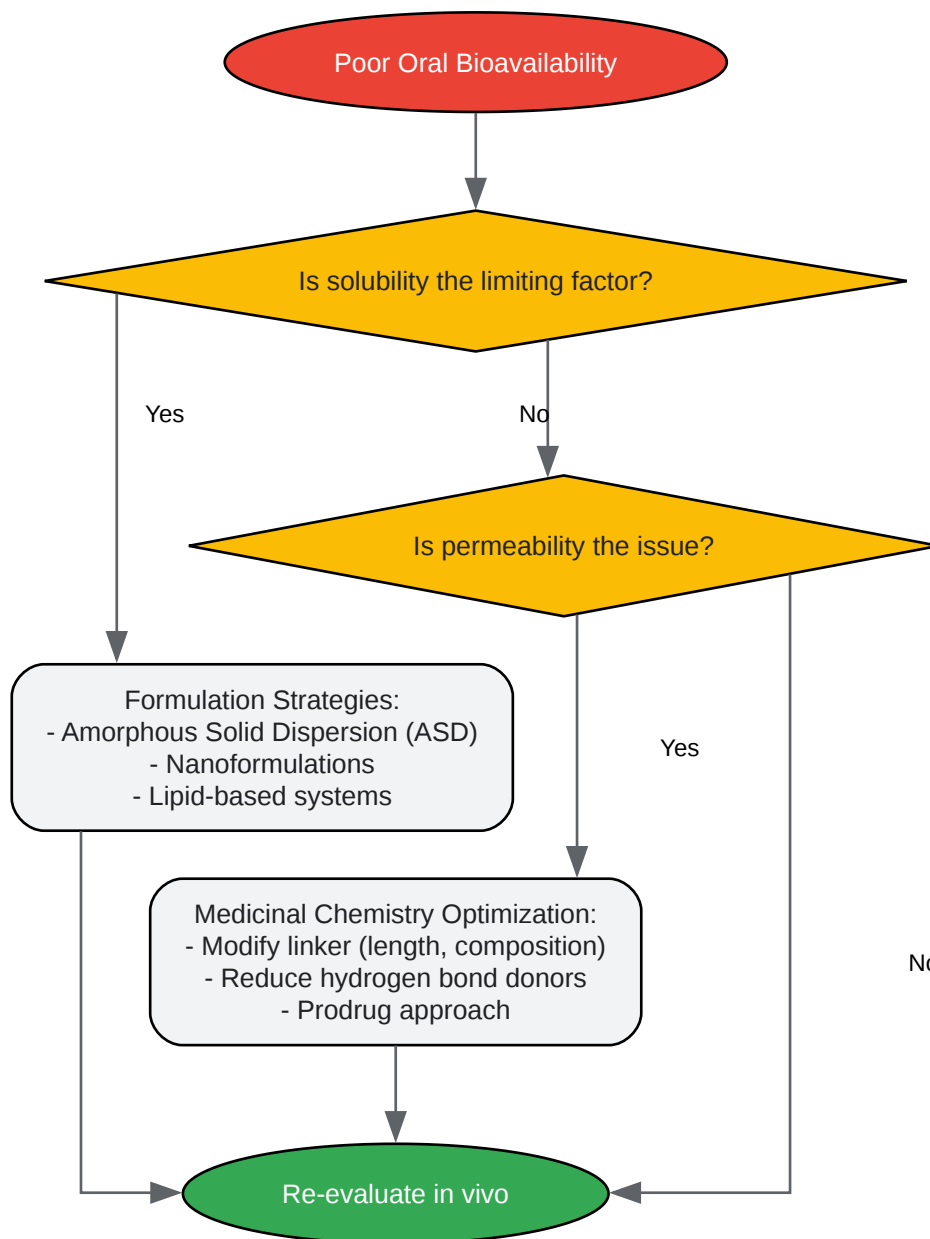 Poor Oral Bioavailability
Is solubility the limiting factor?
Yes
No
Is permeability the issue?
Formulation Strategies:
- Amorphous Solid Dispersion (ASD)
- Nanoformulations
- Lipid-based systems
Yes
Medicinal Chemistry Optimization:
- Modify linker (length, composition)
- Reduce hydrogen bond donors
- Prodrug approach
No
Re-evaluate in vivo